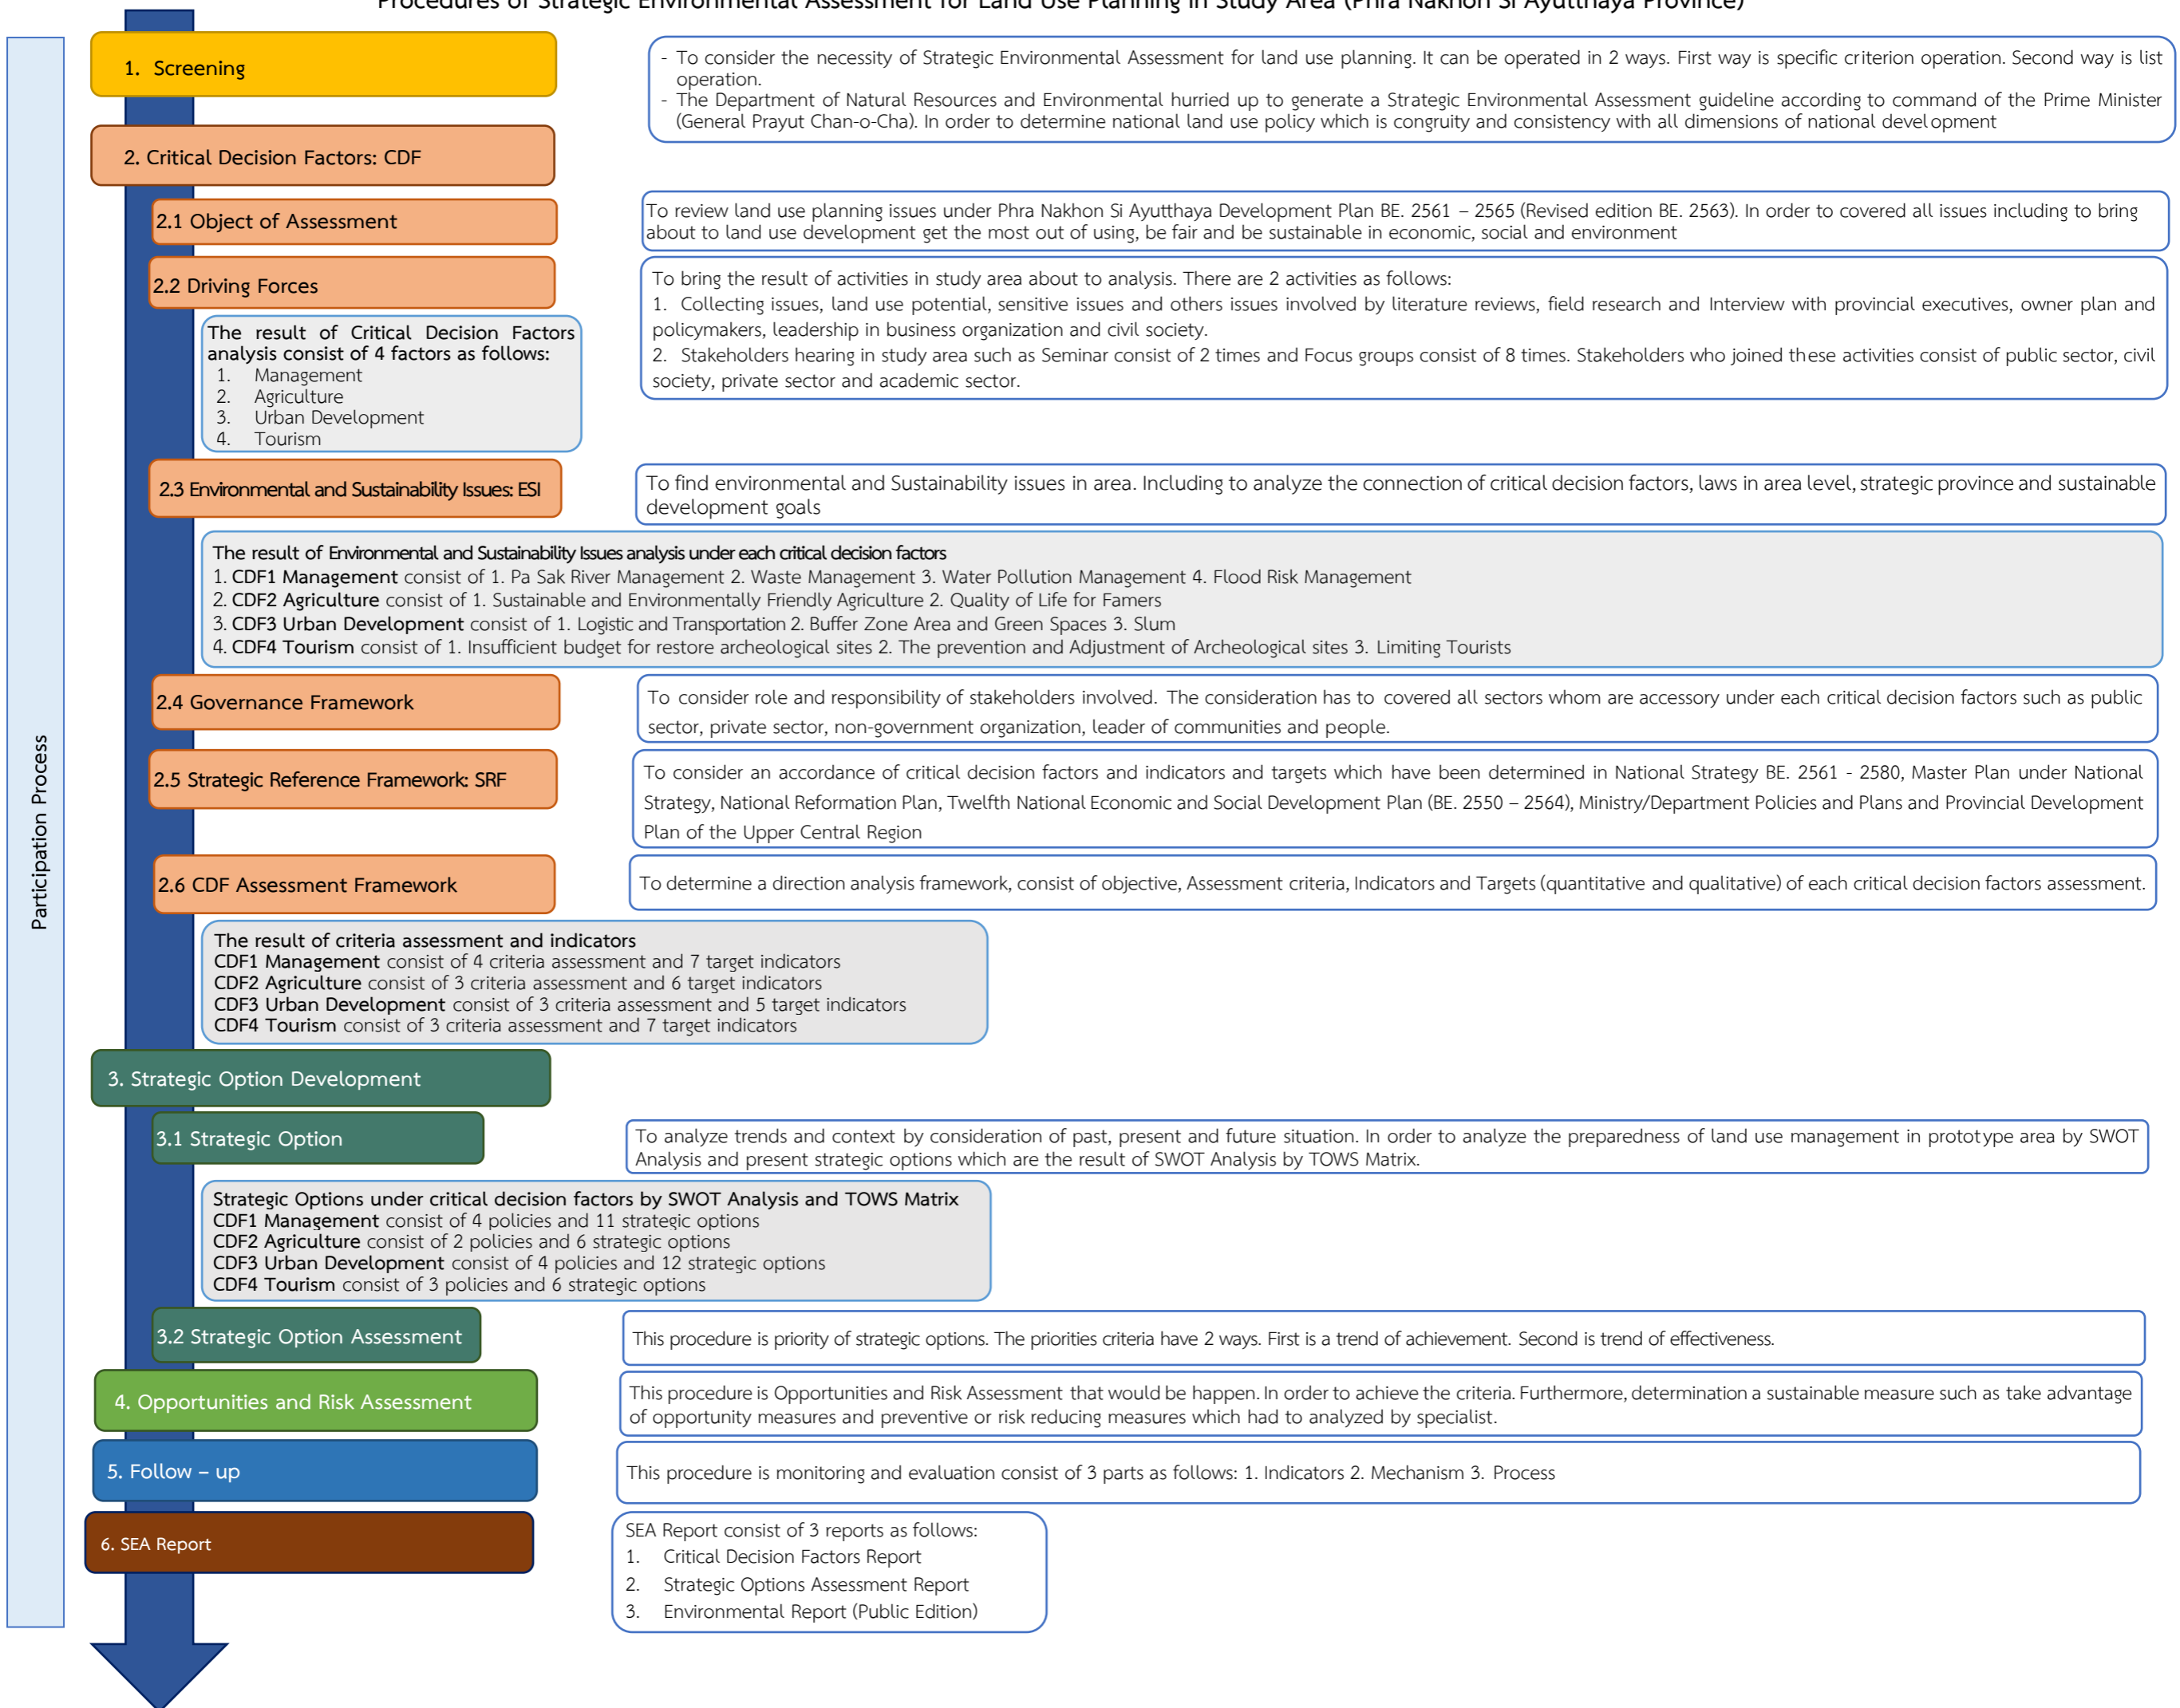 Procedures of Strategic Environmental Assessment for Land Use Planning in Study Area (Phra Nakhon Si Ayutthaya Province)
Participation Process
1. Screening
- To consider the necessity of Strategic Environmental Assessment for land use planning. It can be operated in 2 ways. First way is specific criterion operation. Second way is list
operation.
- The Department of Natural Resources and Environmental hurried up to generate a Strategic Environmental Assessment guideline according to command of the Prime Minister
(General Prayut Chan-o-Cha). In order to determine national land use policy which is congruity and consistency with all dimensions of national development
2. Critical Decision Factors: CDF
2.1 Object of Assessment
To review land use planning issues under Phra Nakhon Si Ayutthaya Development Plan BE. 2561 – 2565 (Revised edition BE. 2563). In order to covered all issues including to bring
about to land use development get the most out of using, be fair and be sustainable in economic, social and environment
2.2 Driving Forces
To bring the result of activities in study area about to analysis. There are 2 activities as follows:
1. Collecting issues, land use potential, sensitive issues and others issues involved by literature reviews, field research and Interview with provincial executives, owner plan and
policymakers, leadership in business organization and civil society.
2. Stakeholders hearing in study area such as Seminar consist of 2 times and Focus groups consist of 8 times. Stakeholders who joined these activities consist of public sector, civil
society, private sector and academic sector.
The result of Critical Decision Factors
analysis consist of 4 factors as follows:
1. Management
2. Agriculture
3. Urban Development
4. Tourism
2.3 Environmental and Sustainability Issues: ESI
To find environmental and Sustainability issues in area. Including to analyze the connection of critical decision factors, laws in area level, strategic province and sustainable
development goals
The result of Environmental and Sustainability Issues analysis under each critical decision factors
1. CDF1 Management consist of 1. Pa Sak River Management 2. Waste Management 3. Water Pollution Management 4. Flood Risk Management
2. CDF2 Agriculture consist of 1. Sustainable and Environmentally Friendly Agriculture 2. Quality of Life for Famers
3. CDF3 Urban Development consist of 1. Logistic and Transportation 2. Buffer Zone Area and Green Spaces 3. Slum
4. CDF4 Tourism consist of 1. Insufficient budget for restore archeological sites 2. The prevention and Adjustment of Archeological sites 3. Limiting Tourists
2.4 Governance Framework
To consider role and responsibility of stakeholders involved. The consideration has to covered all sectors whom are accessory under each critical decision factors such as public
sector, private sector, non-government organization, leader of communities and people.
2.5 Strategic Reference Framework: SRF
To consider an accordance of critical decision factors and indicators and targets which have been determined in National Strategy BE. 2561 - 2580, Master Plan under National
Strategy, National Reformation Plan, Twelfth National Economic and Social Development Plan (BE. 2550 – 2564), Ministry/Department Policies and Plans and Provincial Development
Plan of the Upper Central Region
2.6 CDF Assessment Framework
To determine a direction analysis framework, consist of objective, Assessment criteria, Indicators and Targets (quantitative and qualitative) of each critical decision factors assessment.
The result of criteria assessment and indicators
CDF1 Management consist of 4 criteria assessment and 7 target indicators
CDF2 Agriculture consist of 3 criteria assessment and 6 target indicators
CDF3 Urban Development consist of 3 criteria assessment and 5 target indicators
CDF4 Tourism consist of 3 criteria assessment and 7 target indicators
3. Strategic Option Development
3.1 Strategic Option
To analyze trends and context by consideration of past, present and future situation. In order to analyze the preparedness of land use management in prototype area by SWOT
Analysis and present strategic options which are the result of SWOT Analysis by TOWS Matrix.
Strategic Options under critical decision factors by SWOT Analysis and TOWS Matrix
CDF1 Management consist of 4 policies and 11 strategic options
CDF2 Agriculture consist of 2 policies and 6 strategic options
CDF3 Urban Development consist of 4 policies and 12 strategic options
CDF4 Tourism consist of 3 policies and 6 strategic options
3.2 Strategic Option Assessment
This procedure is priority of strategic options. The priorities criteria have 2 ways. First is a trend of achievement. Second is trend of effectiveness.
4. Opportunities and Risk Assessment
This procedure is Opportunities and Risk Assessment that would be happen. In order to achieve the criteria. Furthermore, determination a sustainable measure such as take advantage
of opportunity measures and preventive or risk reducing measures which had to analyzed by specialist.
5. Follow – up
This procedure is monitoring and evaluation consist of 3 parts as follows: 1. Indicators 2. Mechanism 3. Process
6. SEA Report
SEA Report consist of 3 reports as follows:
1. Critical Decision Factors Report
2. Strategic Options Assessment Report
3. Environmental Report (Public Edition)